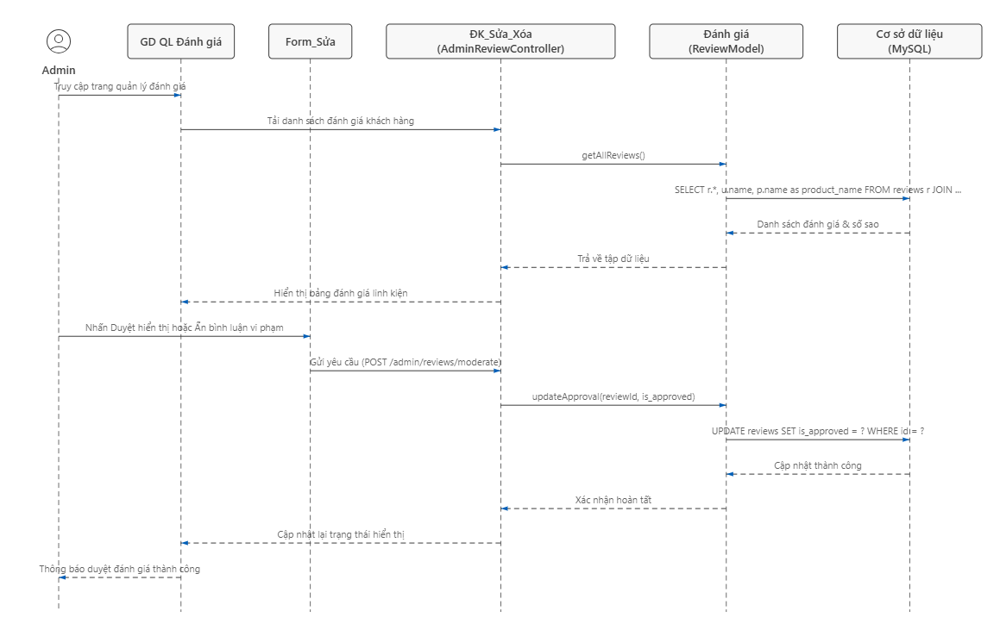 Admin
GD QL Đánh giá
Form_Sửa
ĐK_Sửa_Xóa
(AdminReviewController)
Đánh giá
(ReviewModel)
Cơ sở dữ liệu
(MySQL)
Truy cập trang quản lý đánh giá
Tải danh sách đánh giá khách hàng
getAllReviews()
SELECT r.*, u.name, p.name as product_name FROM reviews r JOIN ...
Danh sách đánh giá & số sao
Trả về tập dữ liệu
Hiển thị bảng đánh giá linh kiện
Nhấn Duyệt hiển thị hoặc Ẩn bình luận vi phạm
Gửi yêu cầu (POST /admin/reviews/moderate)
updateApproval(reviewId, is_approved)
UPDATE reviews SET is_approved = ? WHERE id = ?
Cập nhật thành công
Xác nhận hoàn tất
Cập nhật lại trạng thái hiển thị
Thông báo duyệt đánh giá thành công